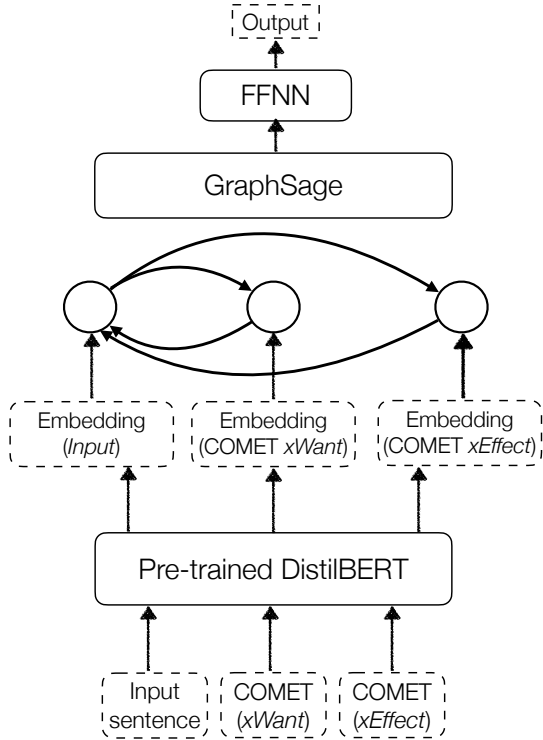 Output
FFNN
GraphSage
Embedding
(Input)
Embedding
(COMET xWant)
Embedding
(COMET xEffect)
Pre-trained DistilBERT
Input
sentence
COMET
(xWant)
COMET
(xEffect)